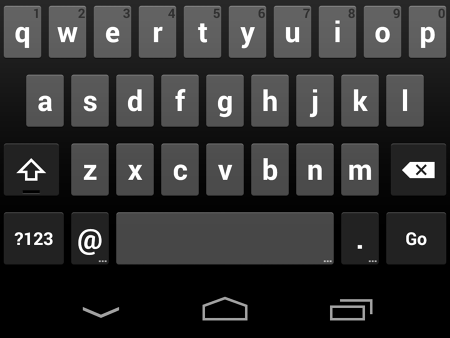 1 2 3 4 5 6 7 8 9 0
q w e r t y u i o p
a s d f g h j k l
z x c v b n m
?123 @ ... ... . ... Go